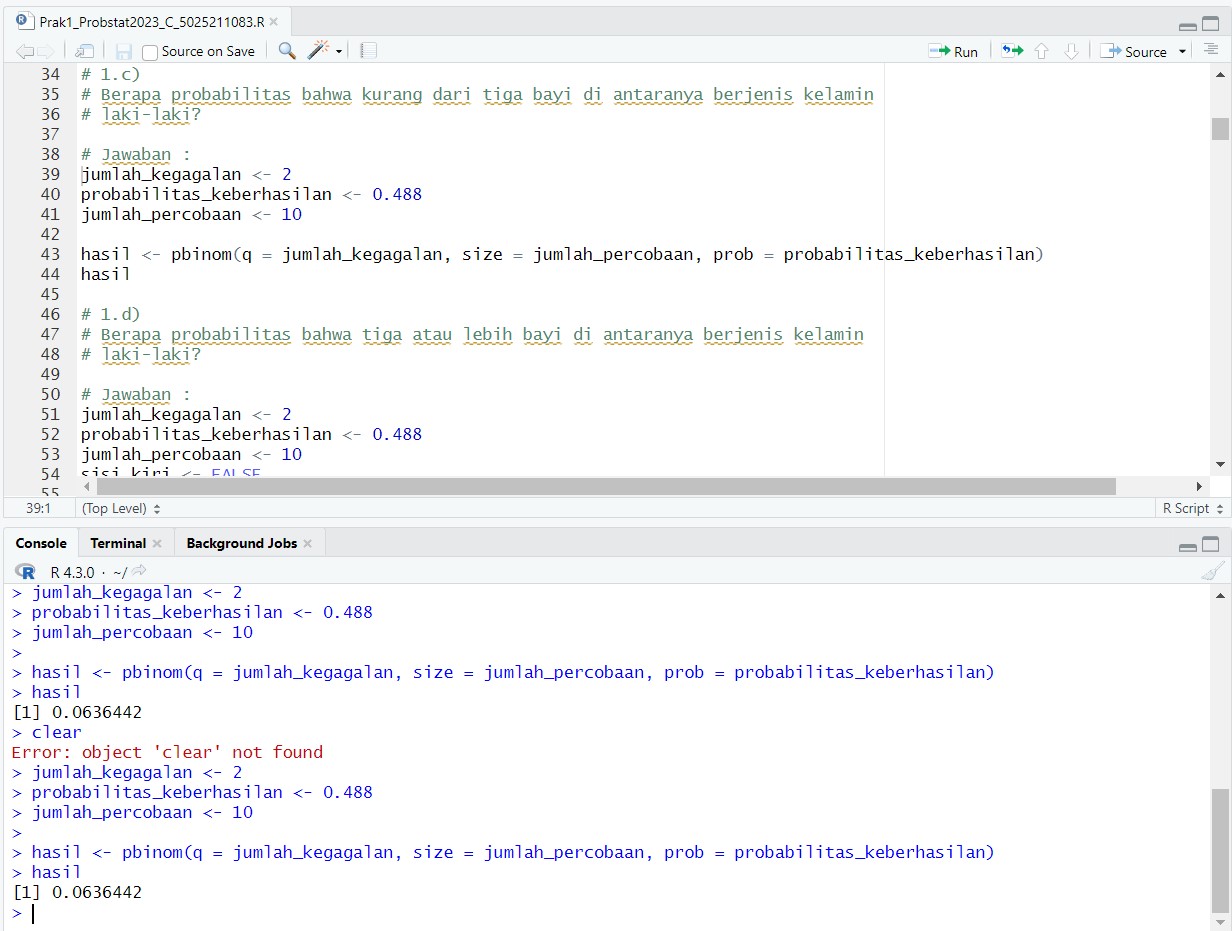 Prak1_Probstat2023_C_5025211083.R
Source on Save
Run
Source
34 # 1.c)
35 # Berapa probabilitas bahwa kurang dari tiga bayi di antaranya berjenis kelamin
36 # laki-laki?
37
38 # Jawaban :
39 jumlah_kegagalan <- 2
40 probabilitas_keberhasilan <- 0.488
41 jumlah_percobaan <- 10
42
43 hasil <- pbinom(q = jumlah_kegagalan, size = jumlah_percobaan, prob = probabilitas_keberhasilan)
44 hasil
45
46 # 1.d)
47 # Berapa probabilitas bahwa tiga atau lebih bayi di antaranya berjenis kelamin
48 # laki-laki?
49
50 # Jawaban :
51 jumlah_kegagalan <- 2
52 probabilitas_keberhasilan <- 0.488
53 jumlah_percobaan <- 10
54 sisi_kiri <- FALSE
55
39:1 (Top Level) R Script
Console Terminal Background Jobs
R R 4.3.0 · ~/
> jumlah_kegagalan <- 2
> probabilitas_keberhasilan <- 0.488
> jumlah_percobaan <- 10
>
> hasil <- pbinom(q = jumlah_kegagalan, size = jumlah_percobaan, prob = probabilitas_keberhasilan)
> hasil
[1] 0.0636442
> clear
Error: object 'clear' not found
> jumlah_kegagalan <- 2
> probabilitas_keberhasilan <- 0.488
> jumlah_percobaan <- 10
>
> hasil <- pbinom(q = jumlah_kegagalan, size = jumlah_percobaan, prob = probabilitas_keberhasilan)
> hasil
[1] 0.0636442
>